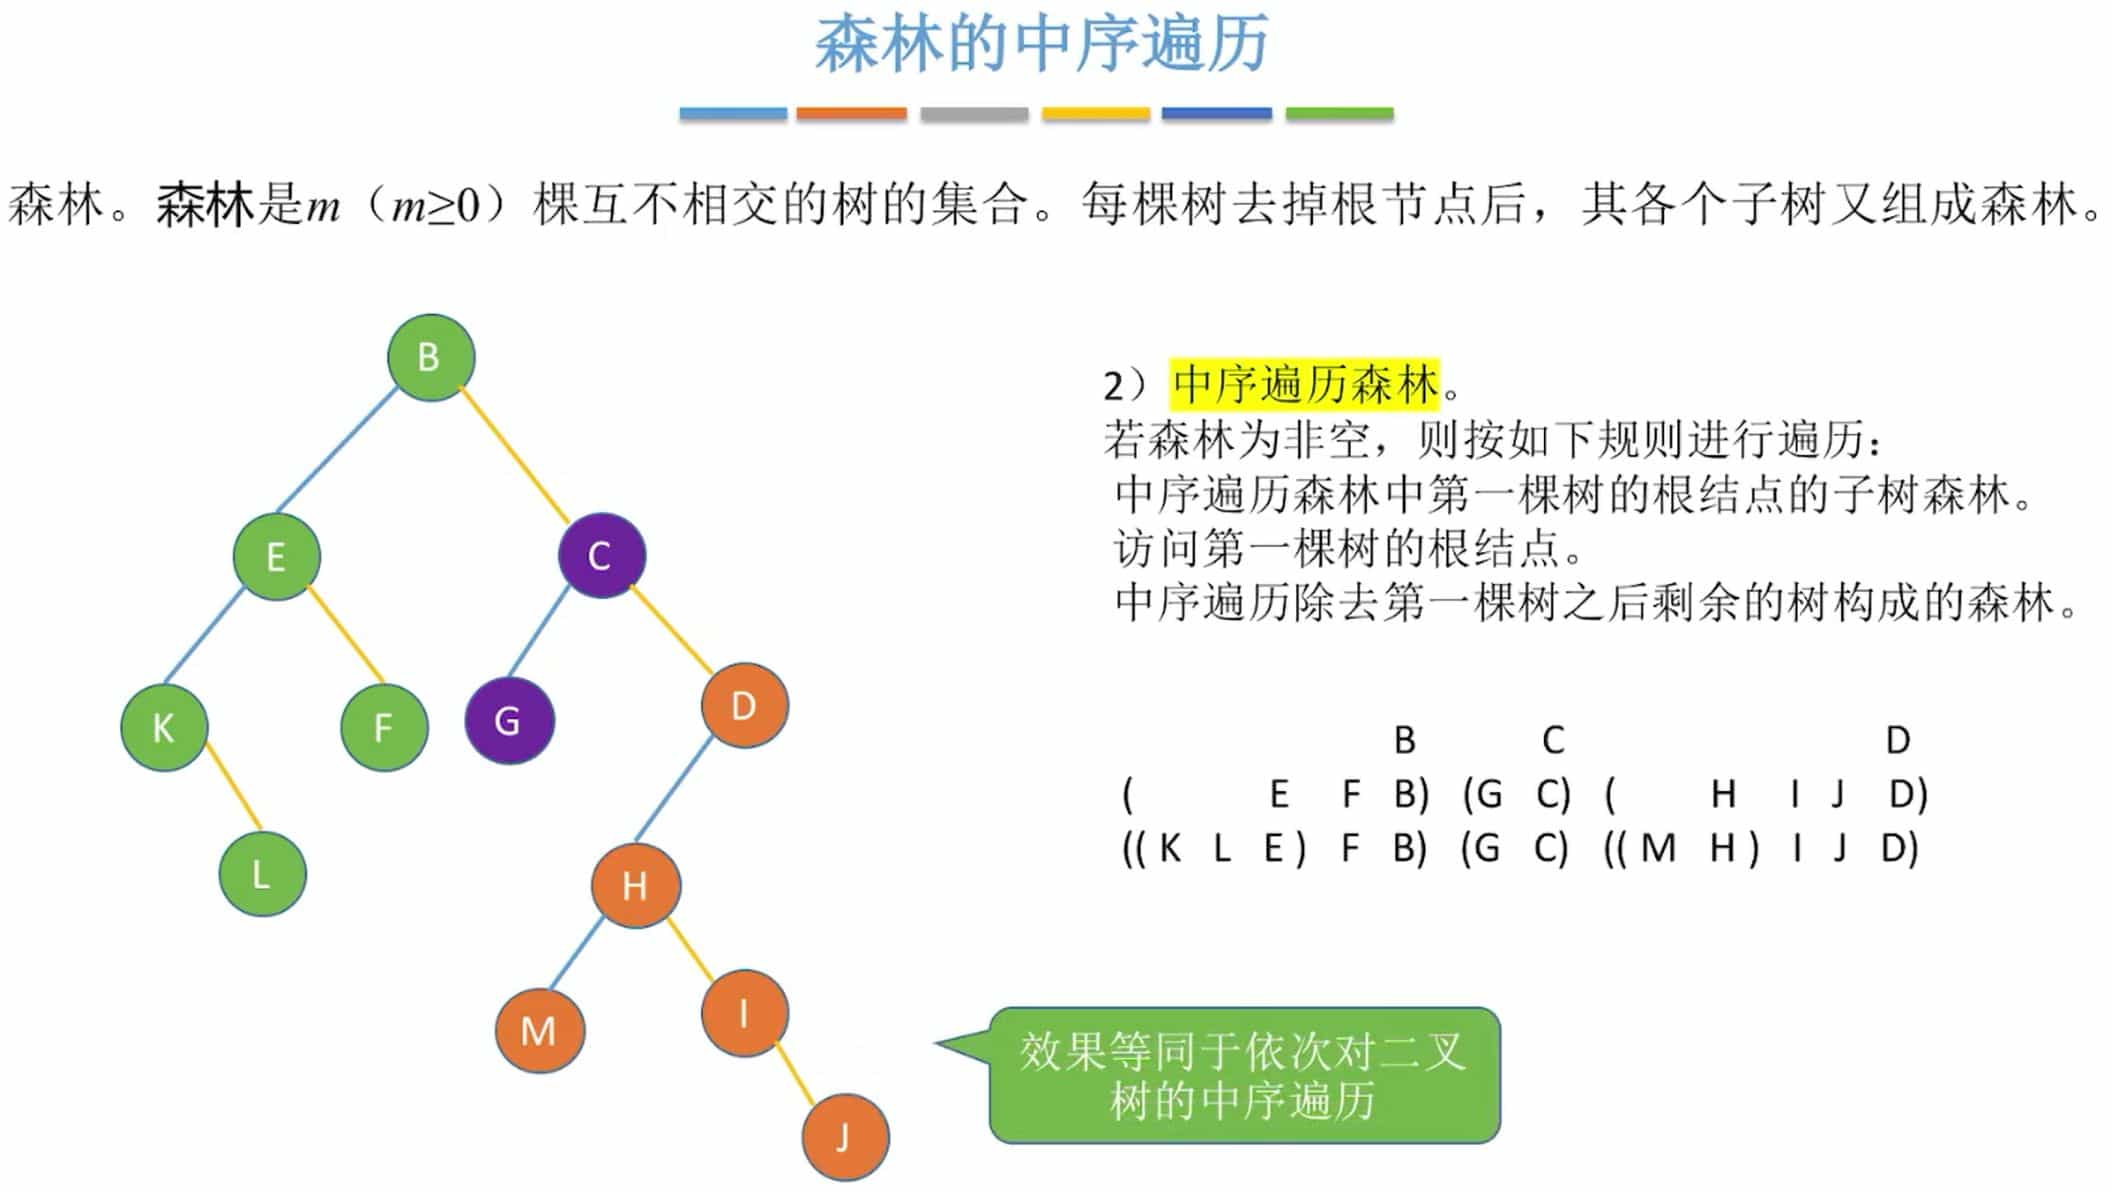 森林的中序遍历
森林。森林是m（m≥0）棵互不相交的树的集合。每棵树去掉根节点后，其各个子树又组成森林。
B
E
C
K
F
G
D
L
H
M
I
J
2）中序遍历森林。
若森林为非空，则按如下规则进行遍历：
中序遍历森林中第一棵树的根结点的子树森林。
访问第一棵树的根结点。
中序遍历除去第一棵树之后剩余的树构成的森林。
B C D
( E F B) (G C) ( H I J D)
(( K L E ) F B) (G C) (( M H ) I J D)
效果等同于依次对二叉
树的中序遍历